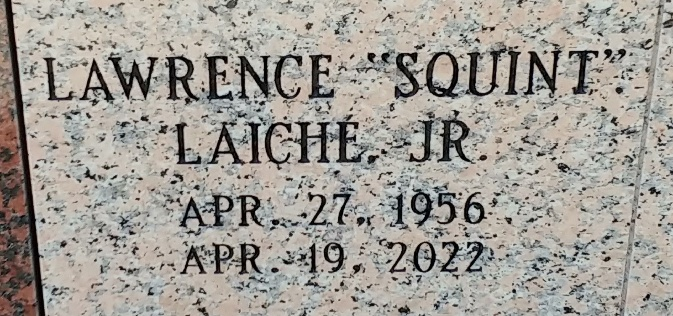 LAWRENCE “SQUINT”
LAICHE, JR.
APR. 27, 1956
APR. 19, 2022